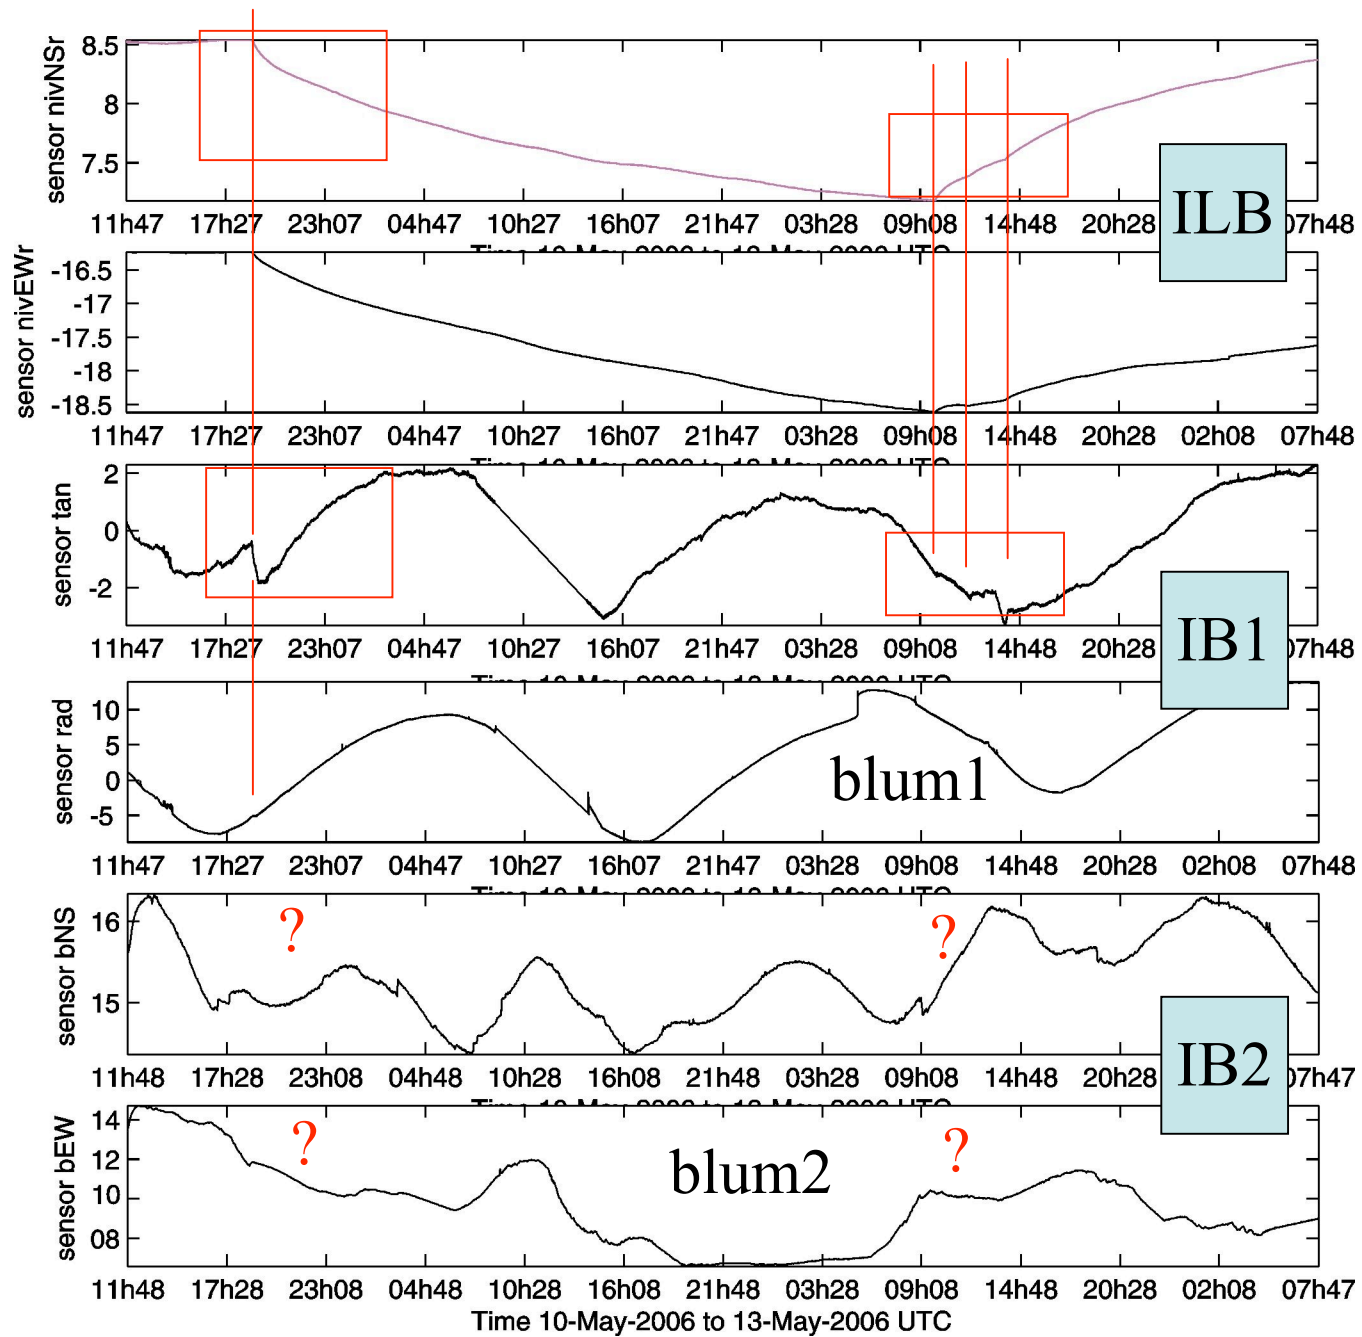 sensor nivNSr
8.5
8
7.5
11h47 17h27 23h07 04h47 10h27 16h07 21h47 03h28 09h08 14h48 20h28 07h48
ILB
sensor nivEWr
-16.5
-17
-17.5
-18
-18.5
11h47 17h27 23h07 04h47 10h27 16h07 21h47 03h28 09h08 14h48 20h28 02h08 07h48
sensor tan
2
0
-2
11h47 17h27 23h07 04h47 10h27 16h07 21h47 03h28 09h08 14h48 20h28 07h48
IB1
sensor rad
10
5
0
-5
blum1
11h47 17h27 23h07 04h47 10h27 16h07 21h47 03h28 09h08 14h48 20h28 02h08 07h48
sensor bNS
16
15
? ?
11h48 17h28 23h08 04h48 10h28 16h08 21h48 03h28 09h08 14h48 20h28 07h47
IB2
sensor bEW
14
12
10
08
? ?
blum2
11h48 17h28 23h08 04h48 10h28 16h08 21h48 03h28 09h08 14h48 20h28 02h08 07h47
Time 10-May-2006 to 13-May-2006 UTC